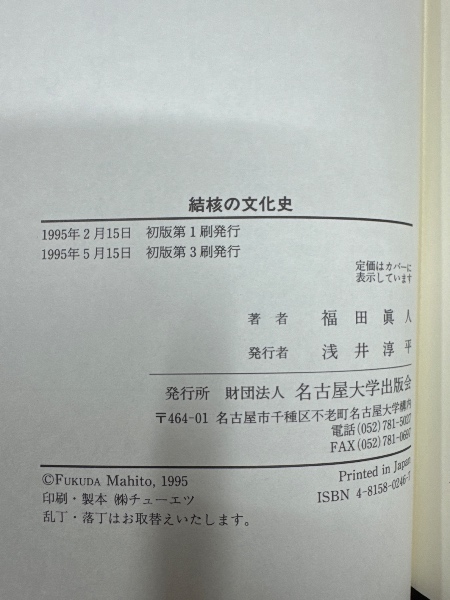 結核の文化史
1995年2月15日 初版第1刷発行
1995年5月15日 初版第3刷発行
定価はカバーに
表示しています
著者 福田眞人
発行者 浅井淳平
発行所 財団法人 名古屋大学出版会
〒464-01 名古屋市千種区不老町名古屋大学構内
電話(052)781-5027
FAX(052)781-0697
©FUKUDA Mahito, 1995
Printed in Japan
印刷・製本 ㈱チューエツ
ISBN 4-8158-0246-7
乱丁・落丁はお取替えいたします。